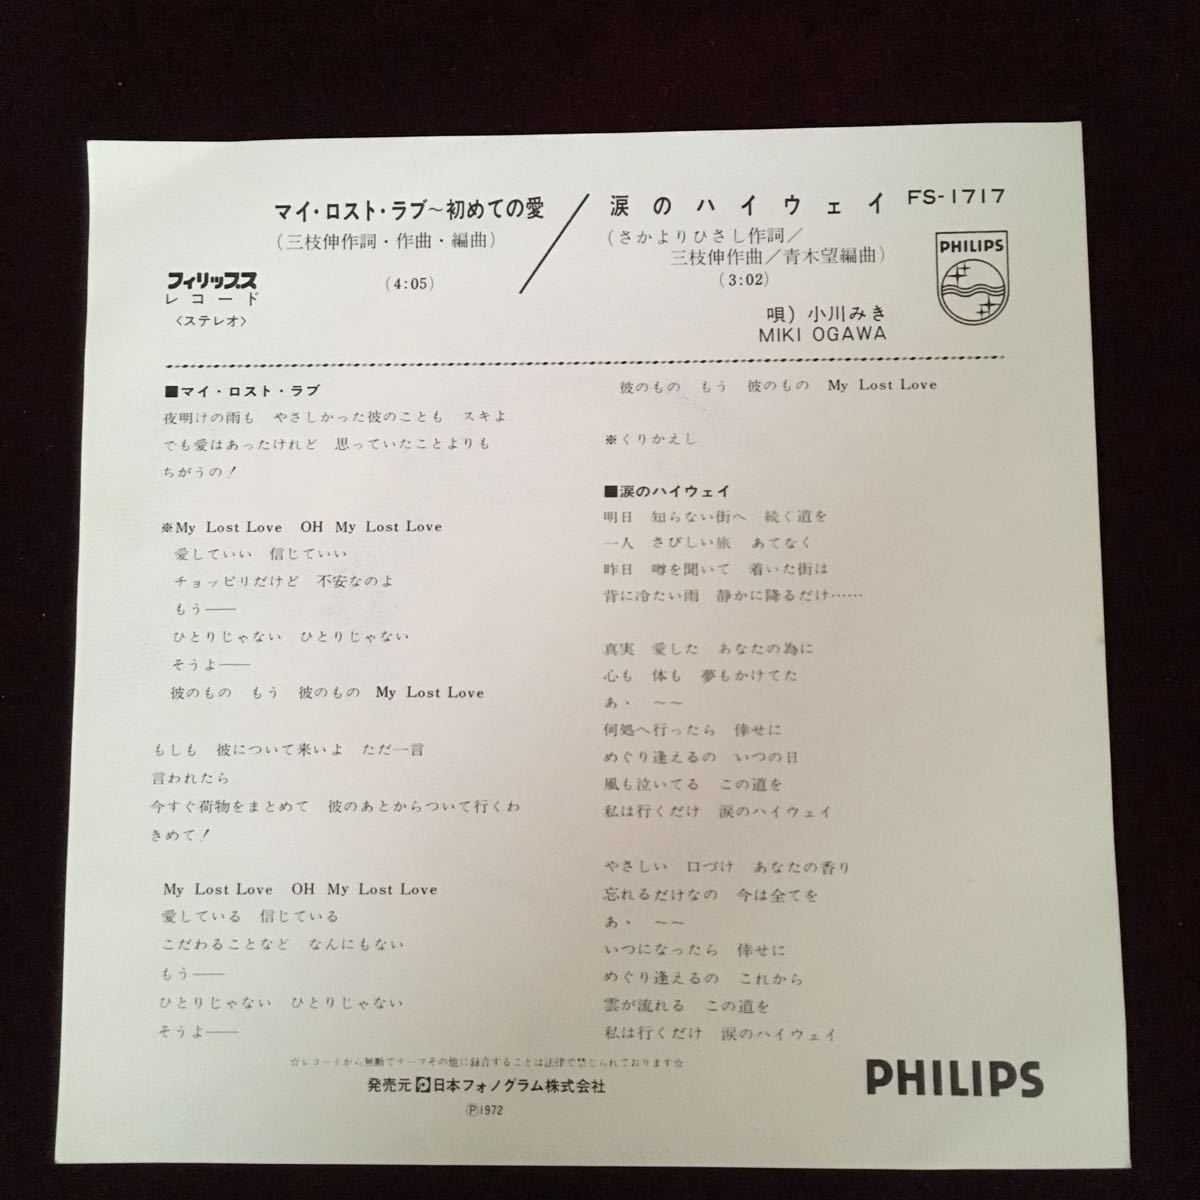 マイ・ロスト・ラブ〜初めての愛／涙のハイウェイ FS-1717
(三枝伸作詞・作曲・編曲)
(4:05)
(さかよりひさし作詞／
三枝伸作曲／青木望編曲)
(3:02)
フィリップス
レコード
〈ステレオ〉
PHILIPS
唄) 小川みき
MIKI OGAWA
■マイ・ロスト・ラブ
夜明けの雨も　やさしかった彼のことも　スキよ
でも愛はあったけれど　思っていたことよりも
ちがうの！
※My Lost Love　OH My Lost Love
愛していい　信じていい
チョッピリだけど　不安なのよ
もう――
ひとりじゃない　ひとりじゃない
そうよ――
彼のもの　もう　彼のもの　My Lost Love
もしも　彼について来いよ　ただ一言
言われたら
今すぐ荷物をまとめて　彼のあとからついて行くわ
きめて！
My Lost Love　OH My Lost Love
愛している　信じている
こだわることなど　なんにもない
もう――
ひとりじゃない　ひとりじゃない
そうよ――
彼のもの　もう　彼のもの　My Lost Love
※くりかえし
■涙のハイウェイ
明日　知らない街へ　続く道を
一人　さびしい旅　あてなく
昨日　噂を聞いて　着いた街は
背に冷たい雨　静かに降るだけ……
真実　愛した　あなたの為に
心も　体も　夢もかけてた
あゝ　〜〜
何処へ行ったら　倖せに
めぐり逢えるの　いつの日
風も泣いてる　この道を
私は行くだけ　涙のハイウェイ
やさしい　口づけ　あなたの香り
忘れるだけなの　今は全てを
あゝ　〜〜
いつになったら　倖せに
めぐり逢えるの　これから
雲が流れる　この道を
私は行くだけ　涙のハイウェイ
☆レコードから無断でテープその他に録音することは法律で禁じられております☆
発売元 日本フォノグラム株式会社
Ⓟ1972
PHILIPS